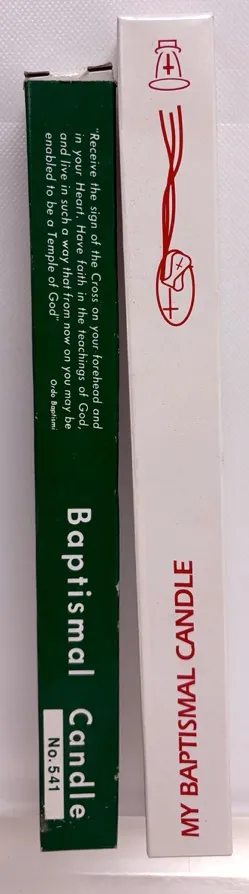 "Receive the sign of the Cross on your forehead and
in your Heart. Have faith in the teachings of God,
and live in such a way that from now on you may be
enabled to be a Temple of God"
Ordo Baptismi
Baptismal Candle
No. 541
MY BAPTISMAL CANDLE